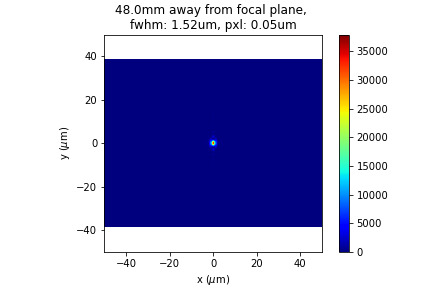 48.0mm away from focal plane,
fwhm: 1.52um, pxl: 0.05um
40
20
0
−20
−40
y (μm)
−40 −20 0 20 40
x (μm)
35000
30000
25000
20000
15000
10000
5000
0